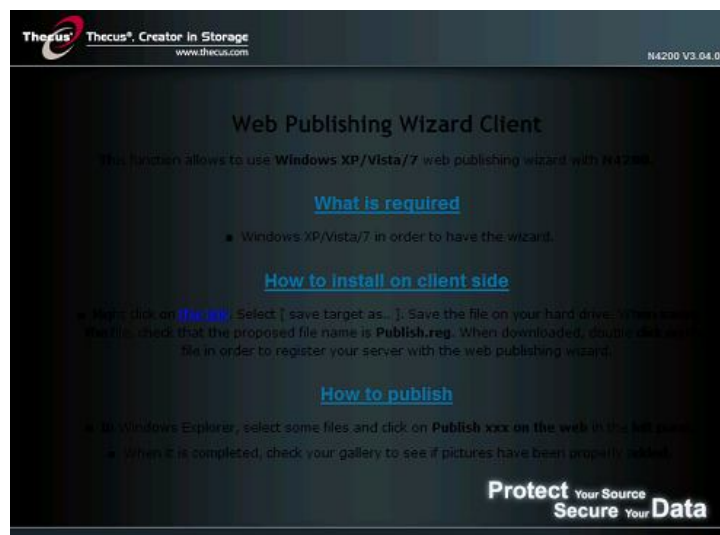 Thecus® Thecus®, Creator in Storage
www.thecus.com
N4200 V3.04.0
Web Publishing Wizard Client
This function allows to use Windows XP/Vista/7 web publishing wizard with N4200.
What is required
Windows XP/Vista/7 in order to have the wizard.
How to install on client side
Right click on this link. Select [ save target as.. ]. Save the file on your hard drive. When
the file, check that the proposed file name is Publish.reg. When downloaded, double click
file in order to register your server with the web publishing wizard.
How to publish
In Windows Explorer, select some files and click on Publish xxx on the web in the left
When it is completed, check your gallery to see if pictures have been properly added.
Protect Your Source
Secure Your Data